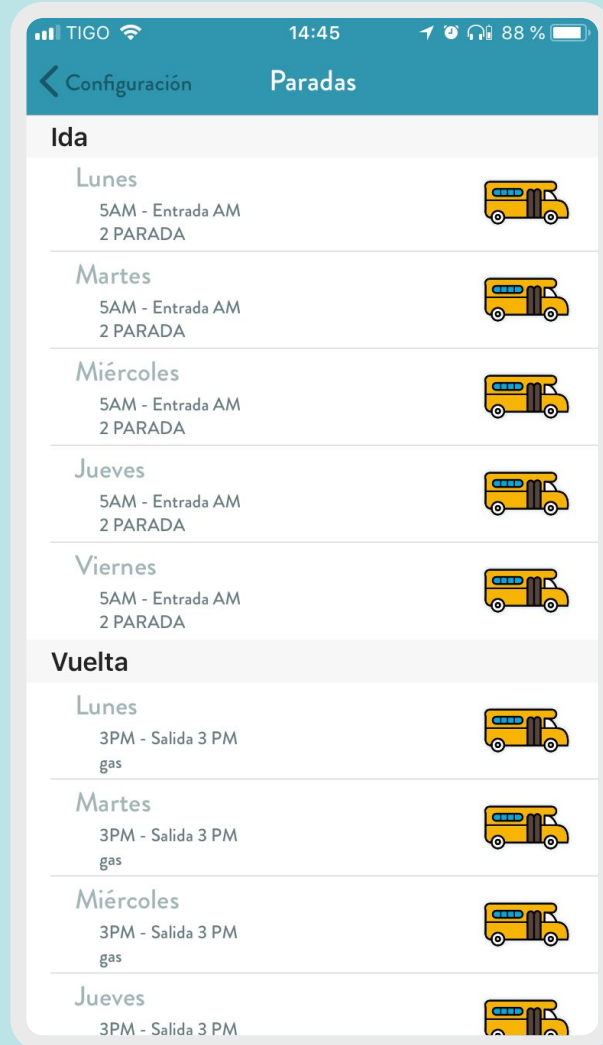 TIGO 14:45 88 %
Configuración Paradas
Ida
Lunes
5AM - Entrada AM
2 PARADA
Martes
5AM - Entrada AM
2 PARADA
Miércoles
5AM - Entrada AM
2 PARADA
Jueves
5AM - Entrada AM
2 PARADA
Viernes
5AM - Entrada AM
2 PARADA
Vuelta
Lunes
3PM - Salida 3 PM
gas
Martes
3PM - Salida 3 PM
gas
Miércoles
3PM - Salida 3 PM
gas
Jueves
3PM - Salida 3 PM